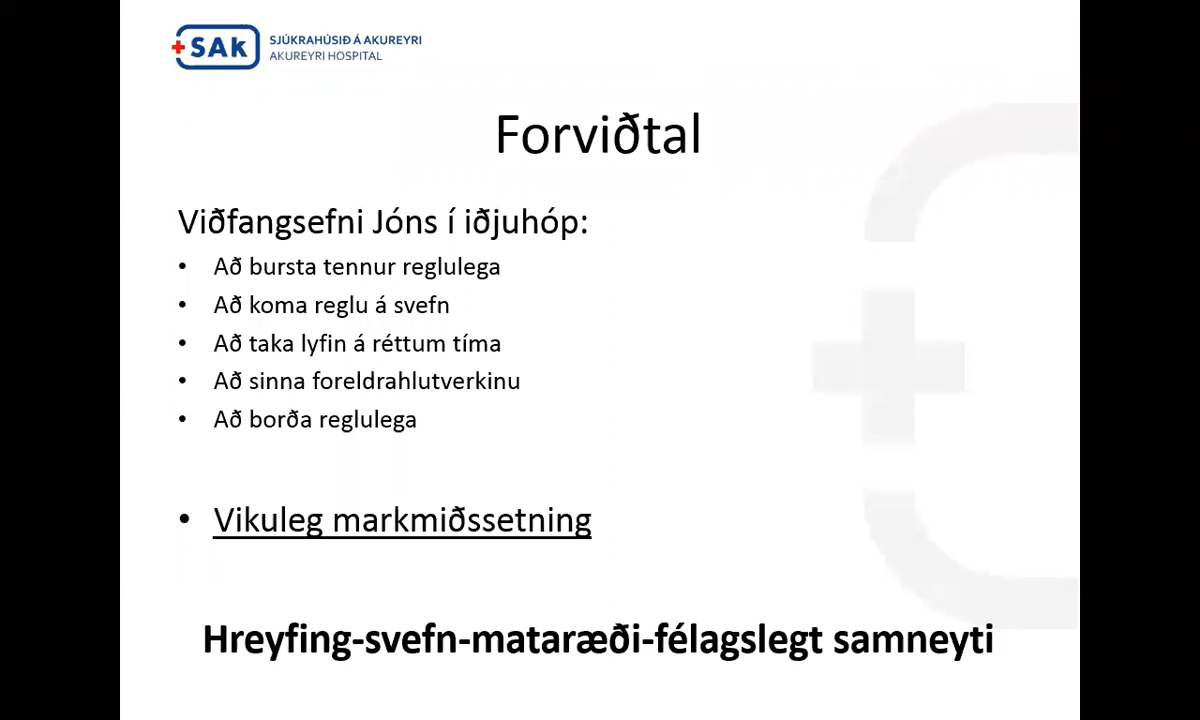 SAk
SJÚKRAHÚSIÐ Á AKUREYRI
AKUREYRI HOSPITAL
Forviðtal
Viðfangsefni Jóns í iðjuhóp:
• Að bursta tennur reglulega
• Að koma reglu á svefn
• Að taka lyfin á réttum tíma
• Að sinna foreldrahlutverkinu
• Að borða reglulega
• Vikuleg markmiðssetning
Hreyfing-svefn-mataræði-félagslegt samneyti